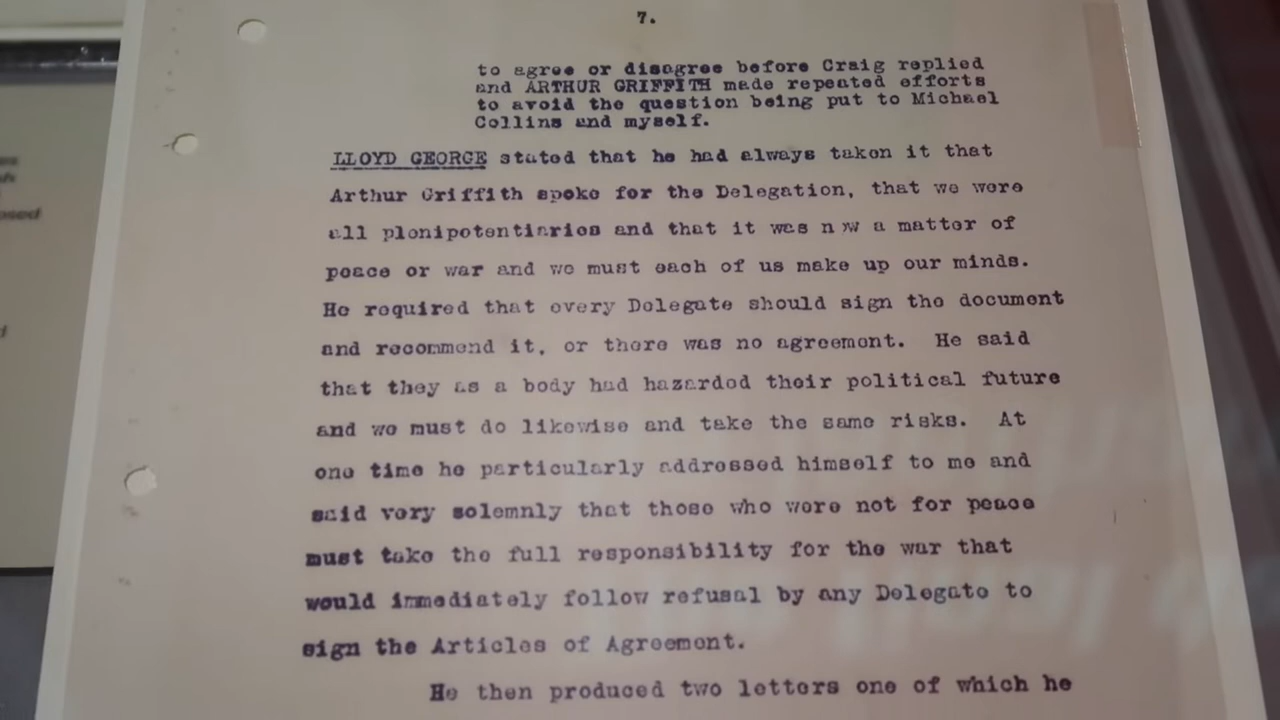 7.
to agree or disagree before Craig replied
and ARTHUR GRIFFITH made repeated efforts
to avoid the question being put to Michael
Collins and myself.
LLOYD GEORGE stated that he had always taken it that
Arthur Griffith spoke for the Delegation, that we were
all plenipotentiaries and that it was now a matter of
peace or war and we must each of us make up our minds.
He required that every Delegate should sign the document
and recommend it, or there was no agreement. He said
that they as a body had hazarded their political future
and we must do likewise and take the same risks. At
one time he particularly addressed himself to me and
said very solemnly that those who were not for peace
must take the full responsibility for the war that
would immediately follow refusal by any Delegate to
sign the Articles of Agreement.
He then produced two letters one of which he